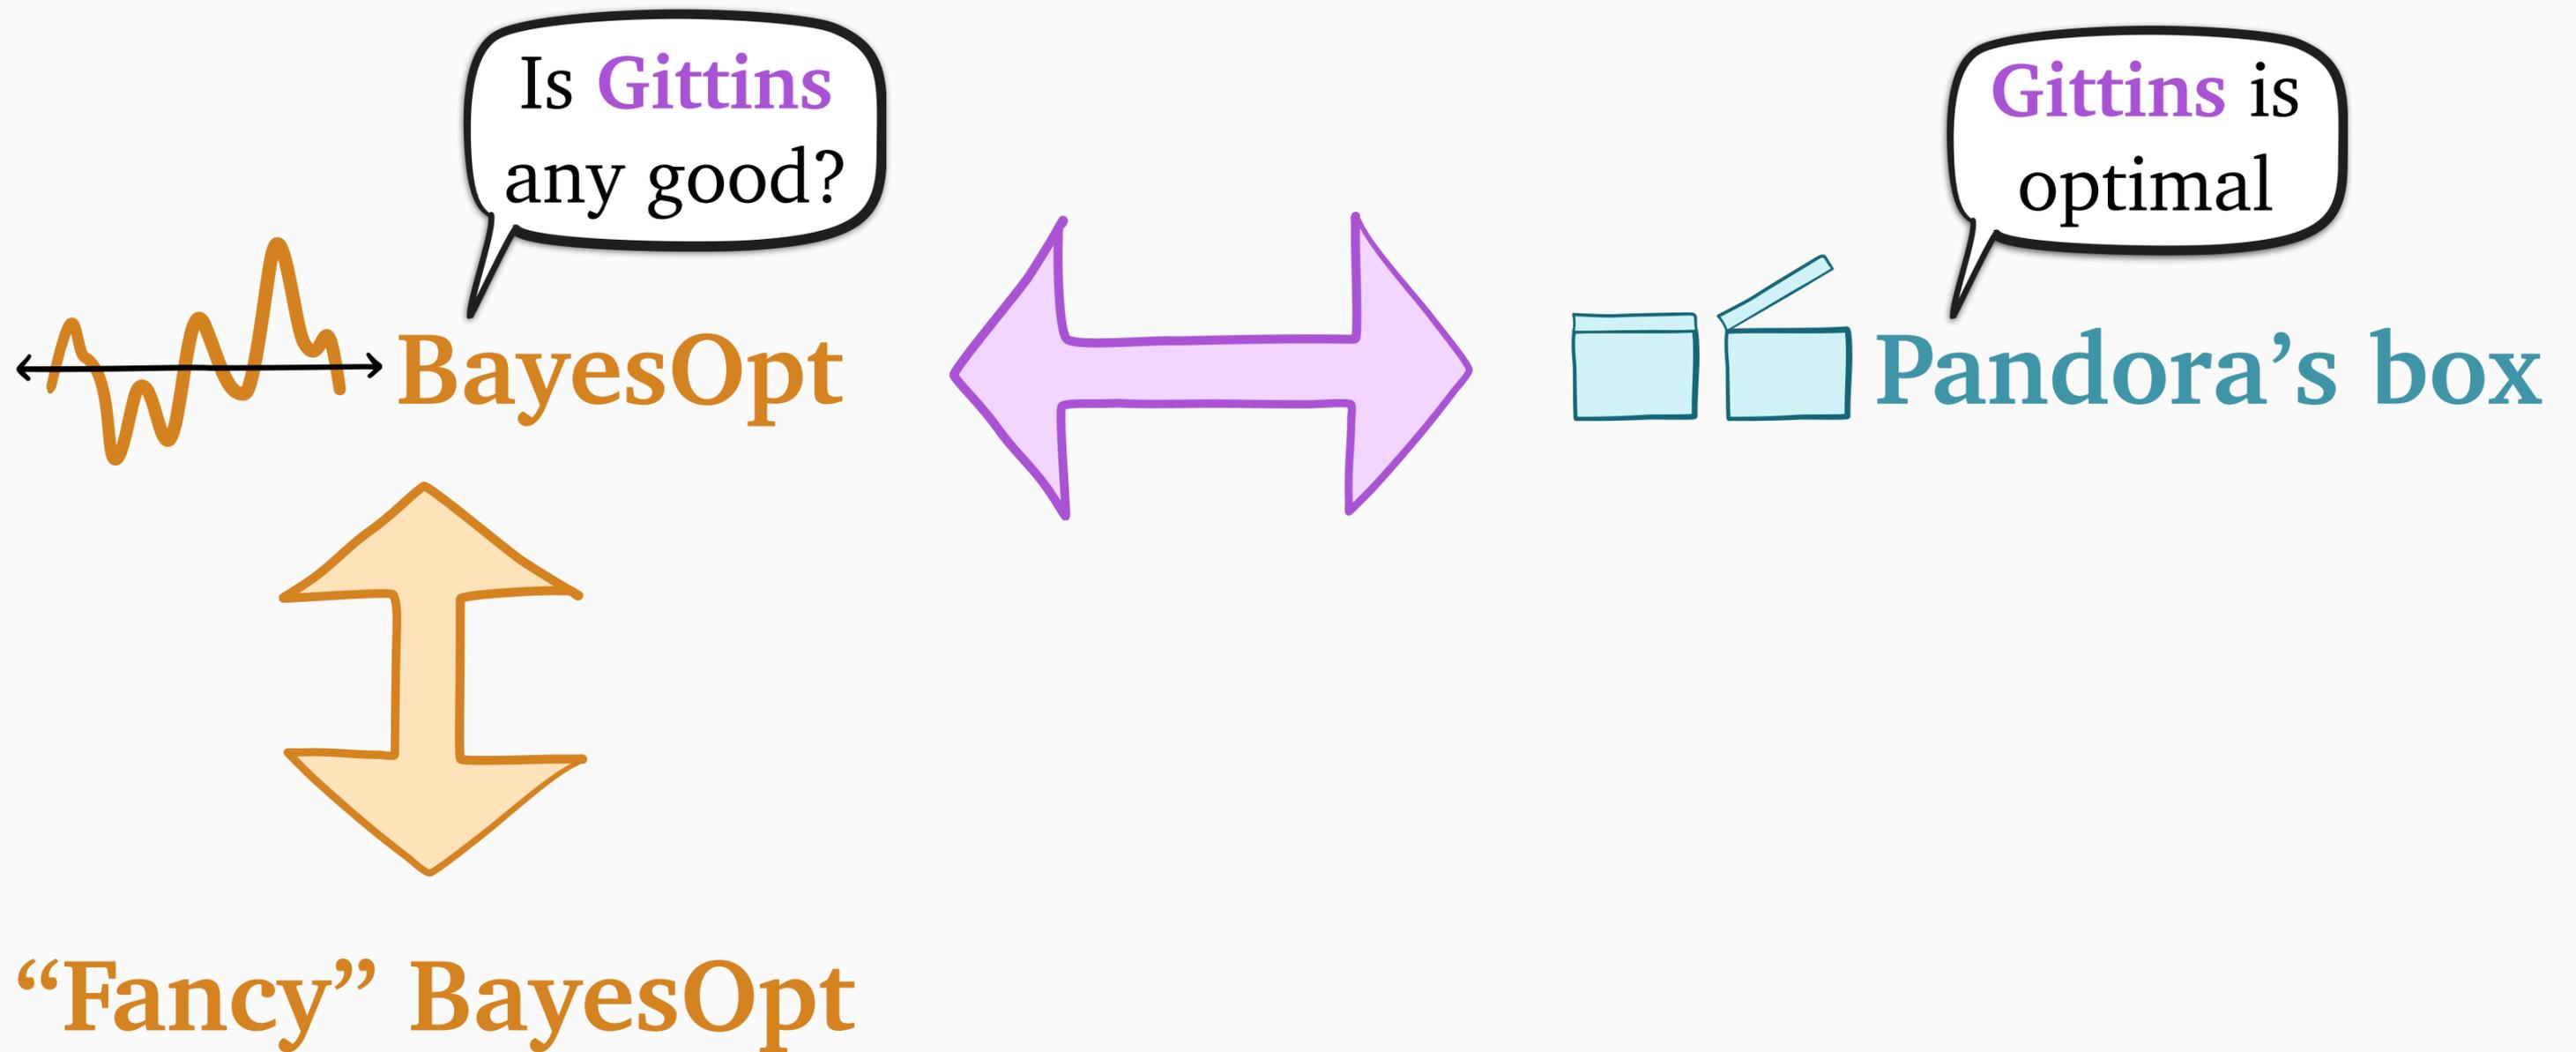 Is Gittins
any good?
Gittins is
optimal
BayesOpt
Pandora’s box
“Fancy” BayesOpt